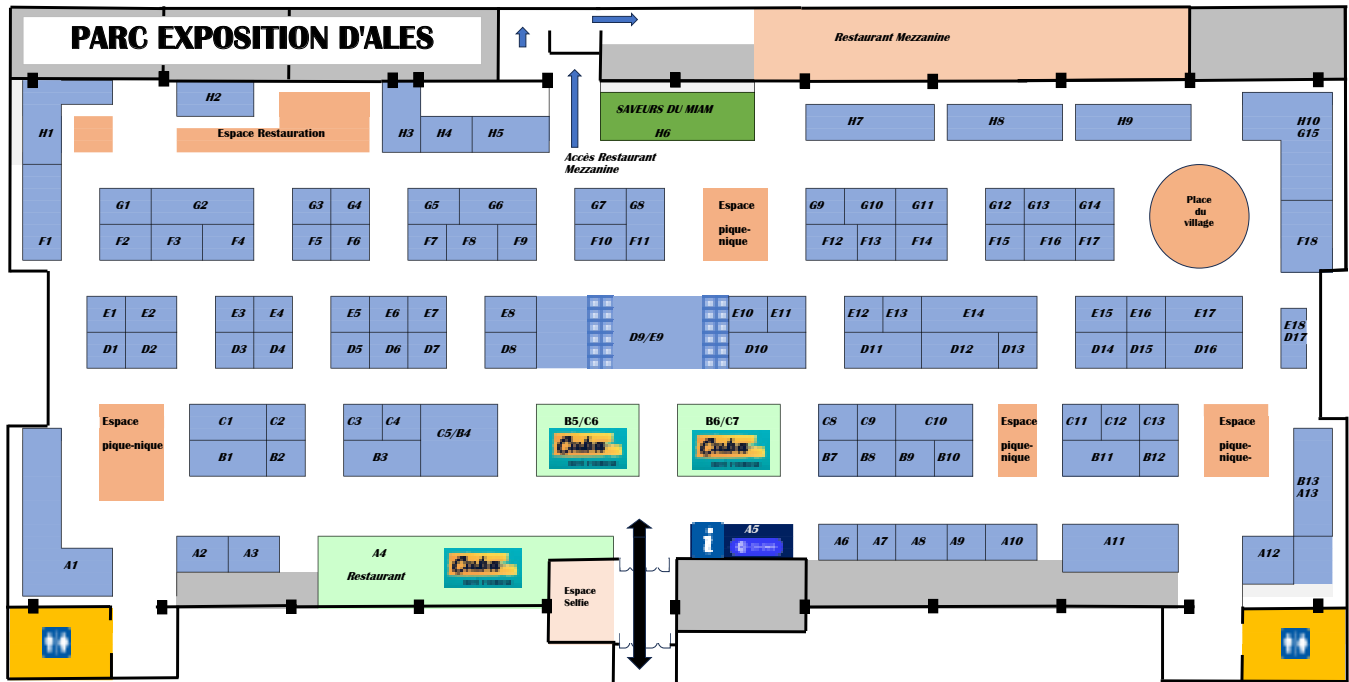 PARC EXPOSITION D'ALES
Restaurant Mezzanine
H1
H2
Espace Restauration
H3
H4
H5
Accès Restaurant
Mezzanine
SAVEURS DU MIAM
H6
H7
H8
H9
H10
G15
G1
G2
G3
G4
G5
G6
G7
G8
Espace
pique-
nique
G9
G10
G11
G12
G13
G14
Place
du
village
F1
F2
F3
F4
F5
F6
F7
F8
F9
F10
F11
F12
F13
F14
F15
F16
F17
F18
E1
E2
E3
E4
E5
E6
E7
E8
D9/E9
E10
E11
E12
E13
E14
E15
E16
E17
E18
D17
D1
D2
D3
D4
D5
D6
D7
D8
D10
D11
D12
D13
D14
D15
D16
Espace
pique-nique
C1
C2
C3
C4
C5/B4
B5/C6
Cuba
B6/C7
Cuba
C8
C9
C10
Espace
pique-
nique
C11
C12
C13
Espace
pique-
B1
B2
B3
B7
B8
B9
B10
B11
B12
B13
A13
A1
A2
A3
A4
Restaurant
Cuba
Espace
Selfie
i
A5
A6
A7
A8
A9
A10
A11
A12